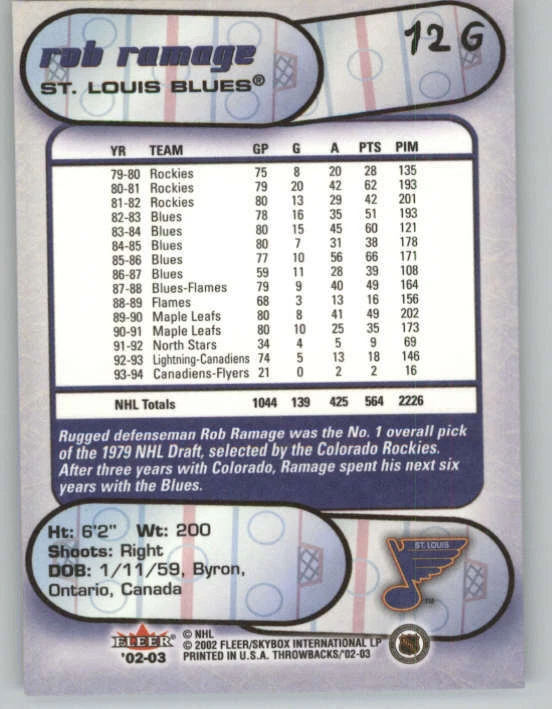 rob ramage
12 G
ST. LOUIS BLUES®
YR TEAM GP G A PTS PIM
79-80 Rockies 75 8 20 28 135
80-81 Rockies 79 20 42 62 193
81-82 Rockies 80 13 29 42 201
82-83 Blues 78 16 35 51 193
83-84 Blues 80 15 45 60 121
84-85 Blues 80 7 31 38 178
85-86 Blues 77 10 56 66 171
86-87 Blues 59 11 28 39 108
87-88 Blues-Flames 79 9 40 49 164
88-89 Flames 68 3 13 16 156
89-90 Maple Leafs 80 8 41 49 202
90-91 Maple Leafs 80 10 25 35 173
91-92 North Stars 34 4 5 9 69
92-93 Lightning-Canadiens 74 5 13 18 146
93-94 Canadiens-Flyers 21 0 2 2 16
NHL Totals 1044 139 425 564 2226
Rugged defenseman Rob Ramage was the No. 1 overall pick
of the 1979 NHL Draft, selected by the Colorado Rockies.
After three years with Colorado, Ramage spent his next six
years with the Blues.
Ht: 6'2" Wt: 200
Shoots: Right
DOB: 1/11/59, Byron,
Ontario, Canada
ST. LOUIS
TM
FLEER
'02-03
© NHL
© 2002 FLEER/SKYBOX INTERNATIONAL LP
PRINTED IN U.S.A. THROWBACKS/'02-03